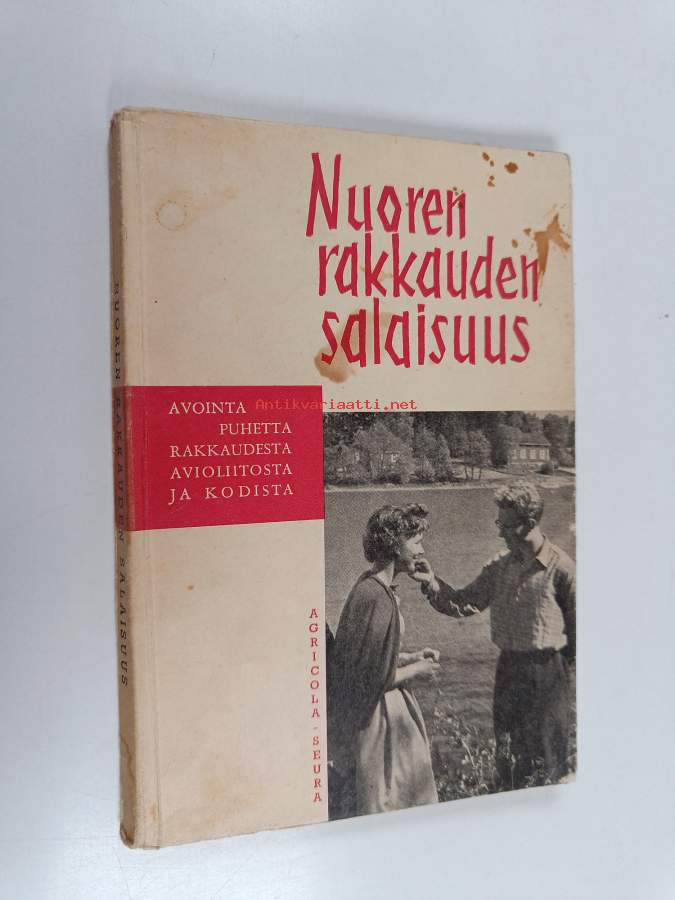 Nuoren
rakkauden
salaisuus
AVOINTA
PUHETTA
RAKKAUDESTA
AVIOLIITOSTA
JA KODISTA
Antikvariaatti.net
AGRICOLA-SEURA
NUOREN RAKKAUDEN SALAISUUS